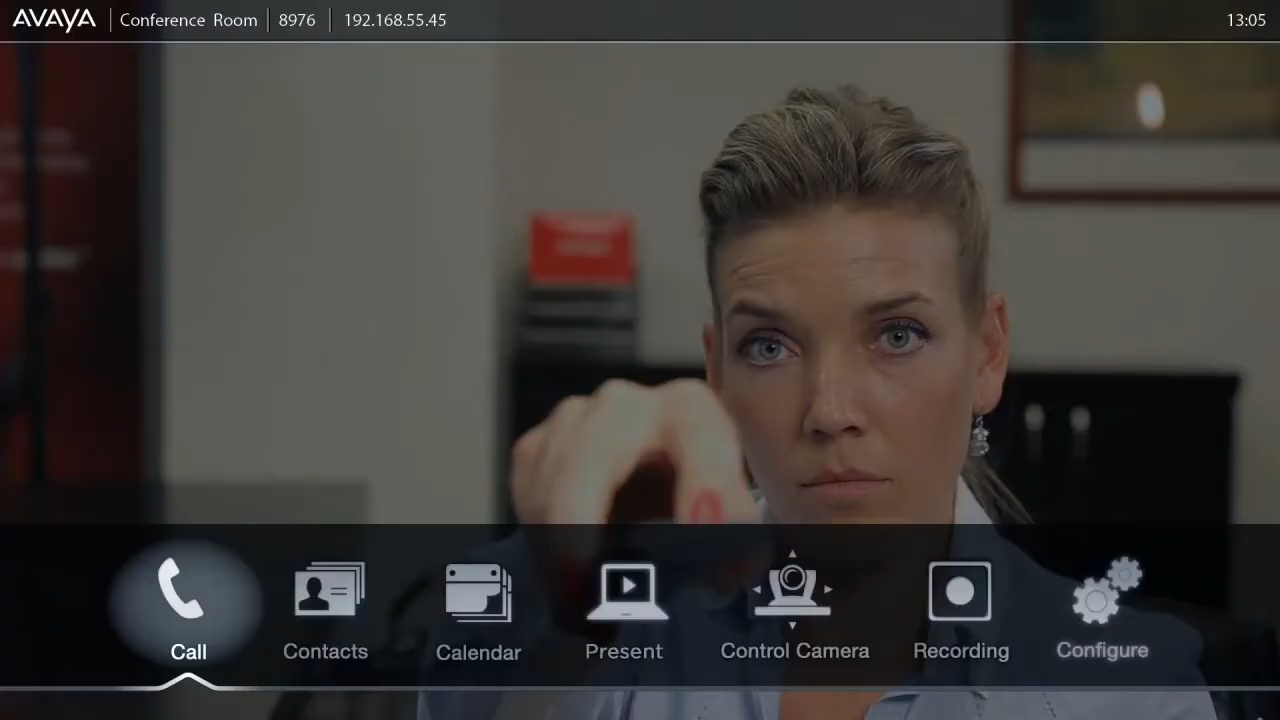 AVAYA Conference Room 8976 192.168.55.45 13:05
Call Contacts Calendar Present Control Camera Recording Configure